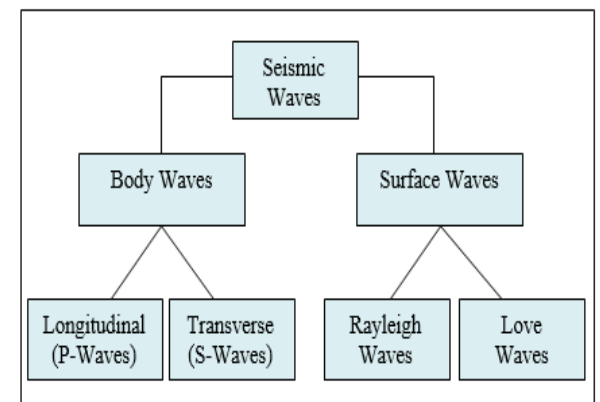 Seismic
Waves
Body Waves
Surface Waves
Longitudinal
(P-Waves)
Transverse
(S-Waves)
Rayleigh
Waves
Love
Waves